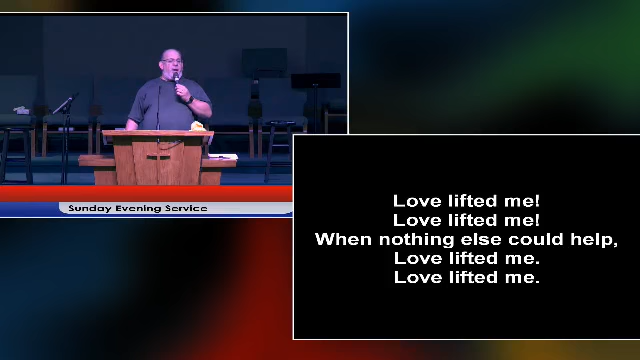 Sunday Evening Service
Love lifted me!
Love lifted me!
When nothing else could help,
Love lifted me.
Love lifted me.